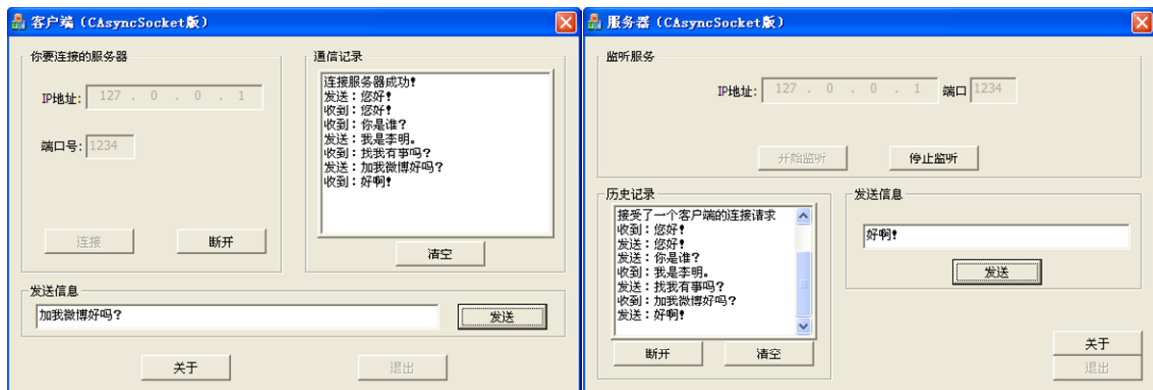 客户端（CAsyncSocket版）
你要连接的服务器
IP地址: 127 . 0 . 0 . 1
端口号: 1234
连接
断开
通信记录
连接服务器成功!
发送：您好!
收到：您好!
收到：你是谁?
发送：我是李明。
收到：找我有事吗?
发送：加我微博好吗?
收到：好啊!
清空
发送信息
加我微博好吗?
发送
关于
退出
服务器（CAsyncSocket版）
监听服务
IP地址: 127 . 0 . 0 . 1 端口 1234
开始监听
停止监听
历史记录
接受了一个客户端的连接请求
收到：您好!
发送：您好!
发送：你是谁?
收到：我是李明。
发送：找我有事吗?
收到：加我微博好吗?
发送：好啊!
断开
清空
发送信息
好啊!
发送
关于
退出